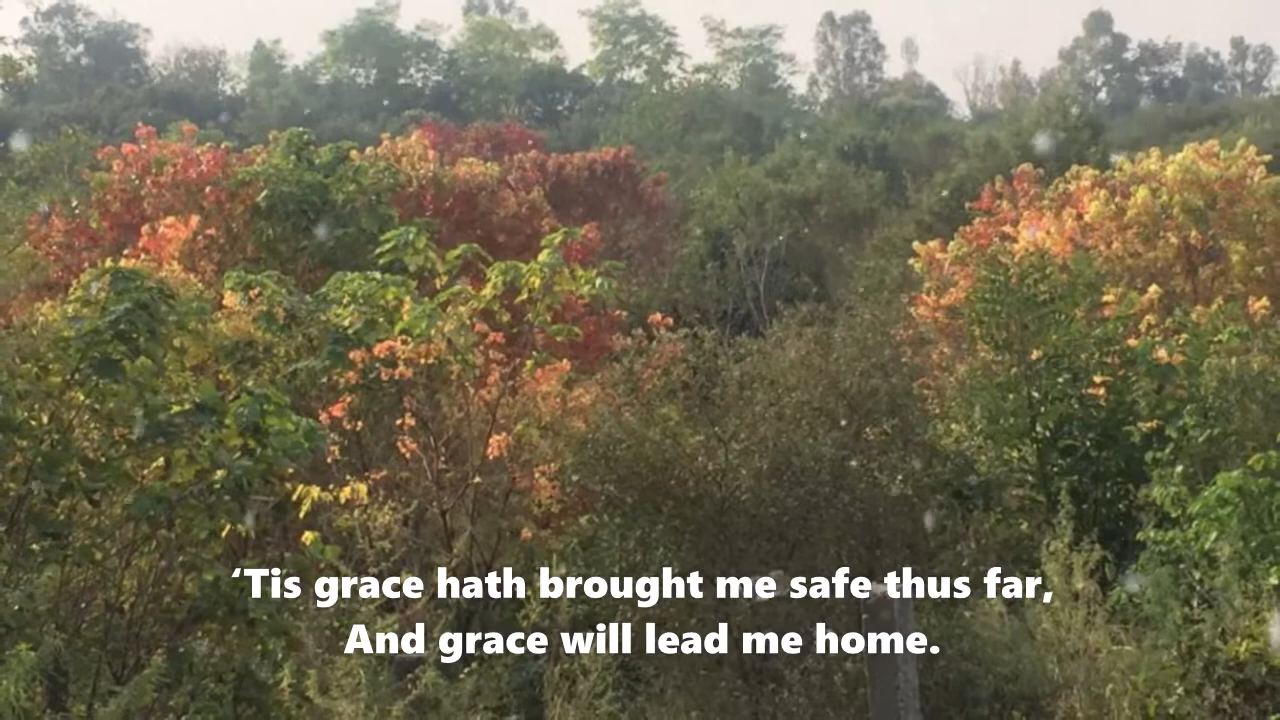 ‘Tis grace hath brought me safe thus far,
And grace will lead me home.